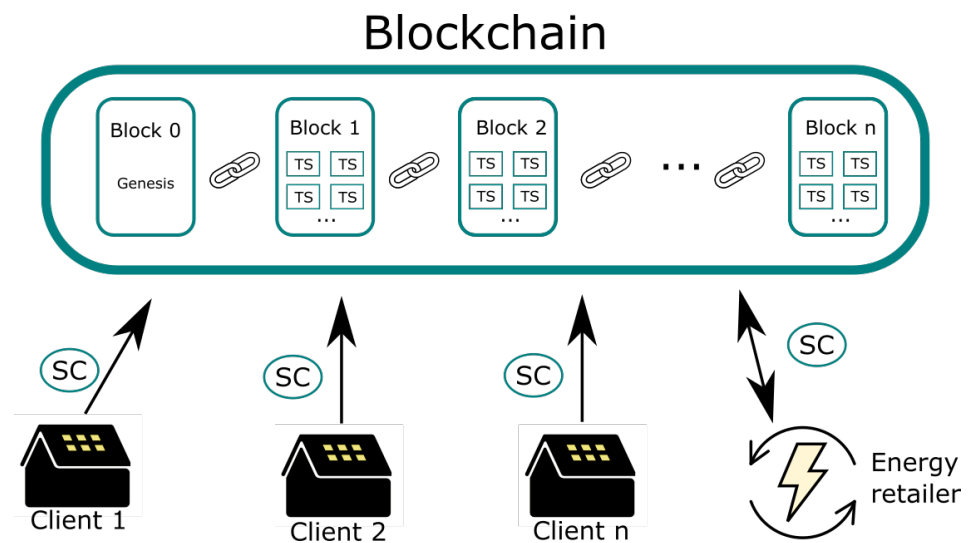 Blockchain
Block 0
Genesis
Block 1
TS TS
TS TS
...
Block 2
TS TS
TS TS
...
...
Block n
TS TS
TS TS
...
SC
SC
SC
SC
Client 1
Client 2
Client n
Energy
retailer